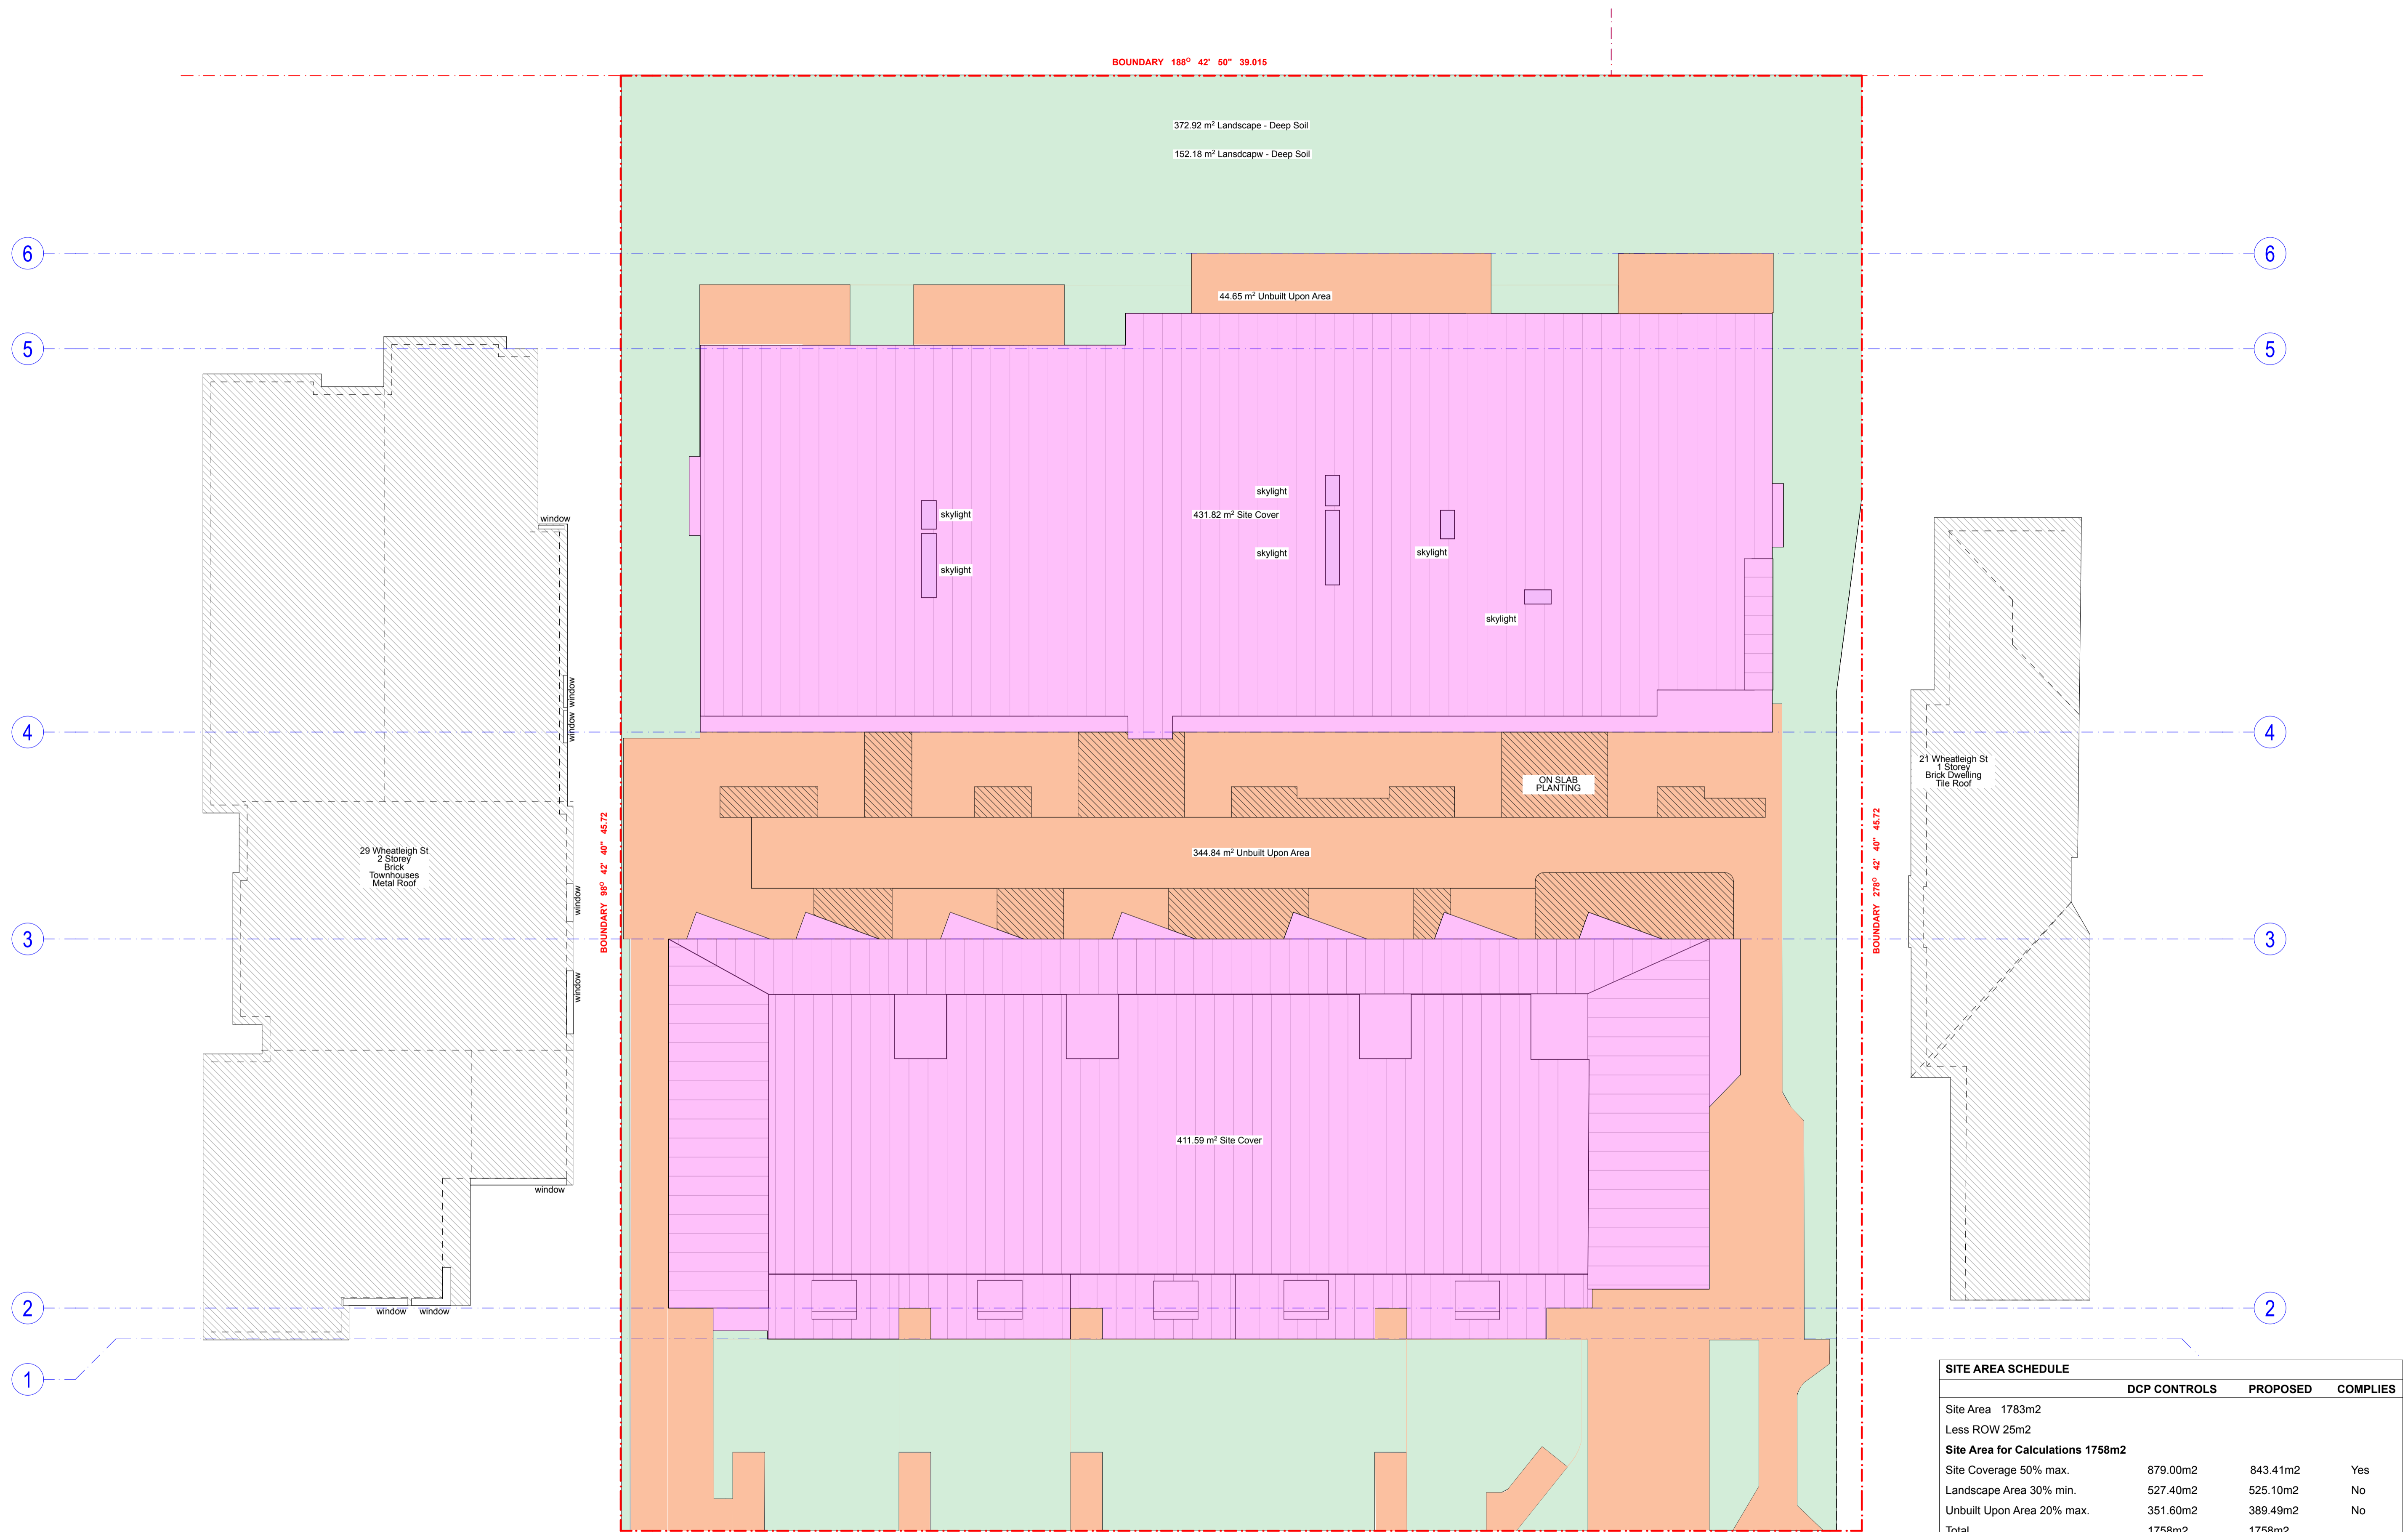 BOUNDARY 188° 42' 50" 39.015
372.92 m² Landscape - Deep Soil
152.18 m² Lansdcapw - Deep Soil
6
6
44.65 m² Unbuilt Upon Area
5
5
skylight
431.82 m² Site Cover
skylight
skylight
skylight
skylight
skylight
window
window
window
4
4
21 Wheatleigh St
1 Storey
Brick Dwelling
Tile Roof
ON SLAB
PLANTING
29 Wheatleigh St
2 Storey
Brick
Townhouses
Metal Roof
BOUNDARY 98° 42' 40" 45.72
344.84 m² Unbuilt Upon Area
BOUNDARY 278° 42' 40" 45.72
window
3
3
window
411.59 m² Site Cover
window
2
window
window
2
1
SITE AREA SCHEDULE
DCP CONTROLS PROPOSED COMPLIES
Site Area 1783m2
Less ROW 25m2
Site Area for Calculations 1758m2
Site Coverage 50% max. 879.00m2 843.41m2 Yes
Landscape Area 30% min. 527.40m2 525.10m2 No
Unbuilt Upon Area 20% max. 351.60m2 389.49m2 No
Total 1758m2 1758m2